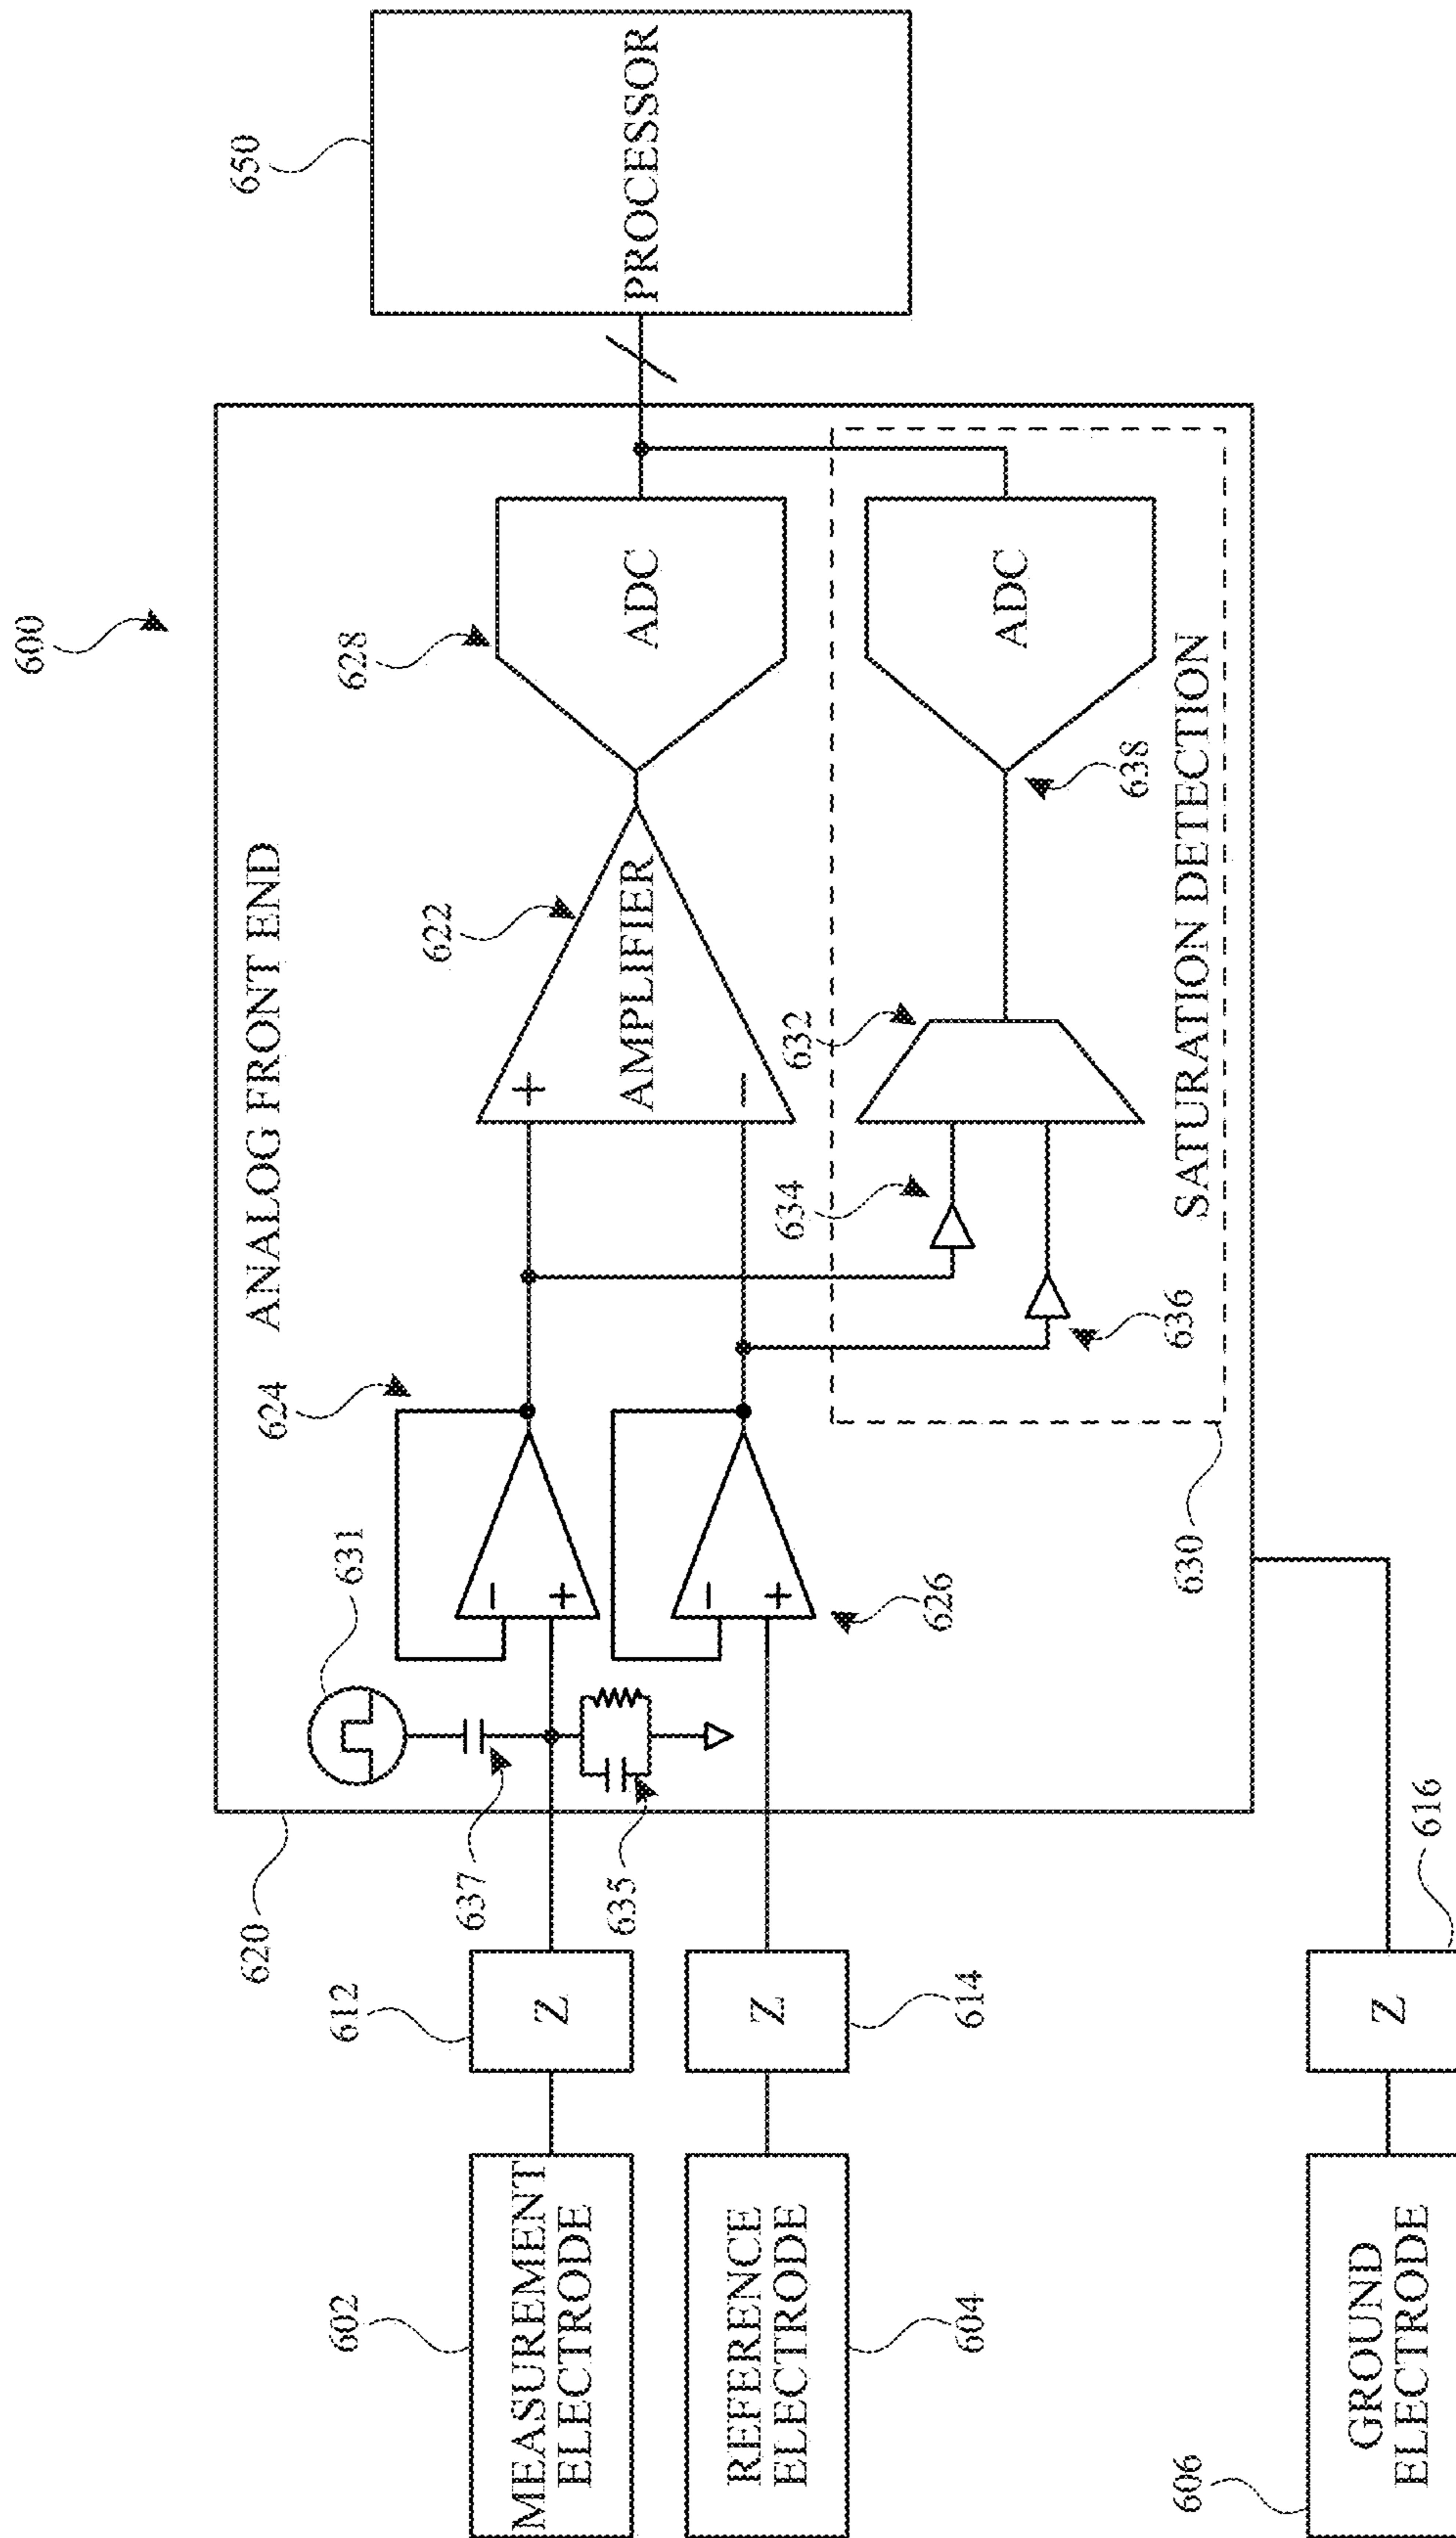 600
620
ANALOG FRONT END
650
PROCESSOR
602
MEASUREMENT
ELECTRODE
612
Z
637
631
624
−
+
622
+
AMPLIFIER
−
628
ADC
604
REFERENCE
ELECTRODE
614
Z
635
626
−
+
630
634
636
632
638
ADC
SATURATION DETECTION
606
GROUND
ELECTRODE
616
Z